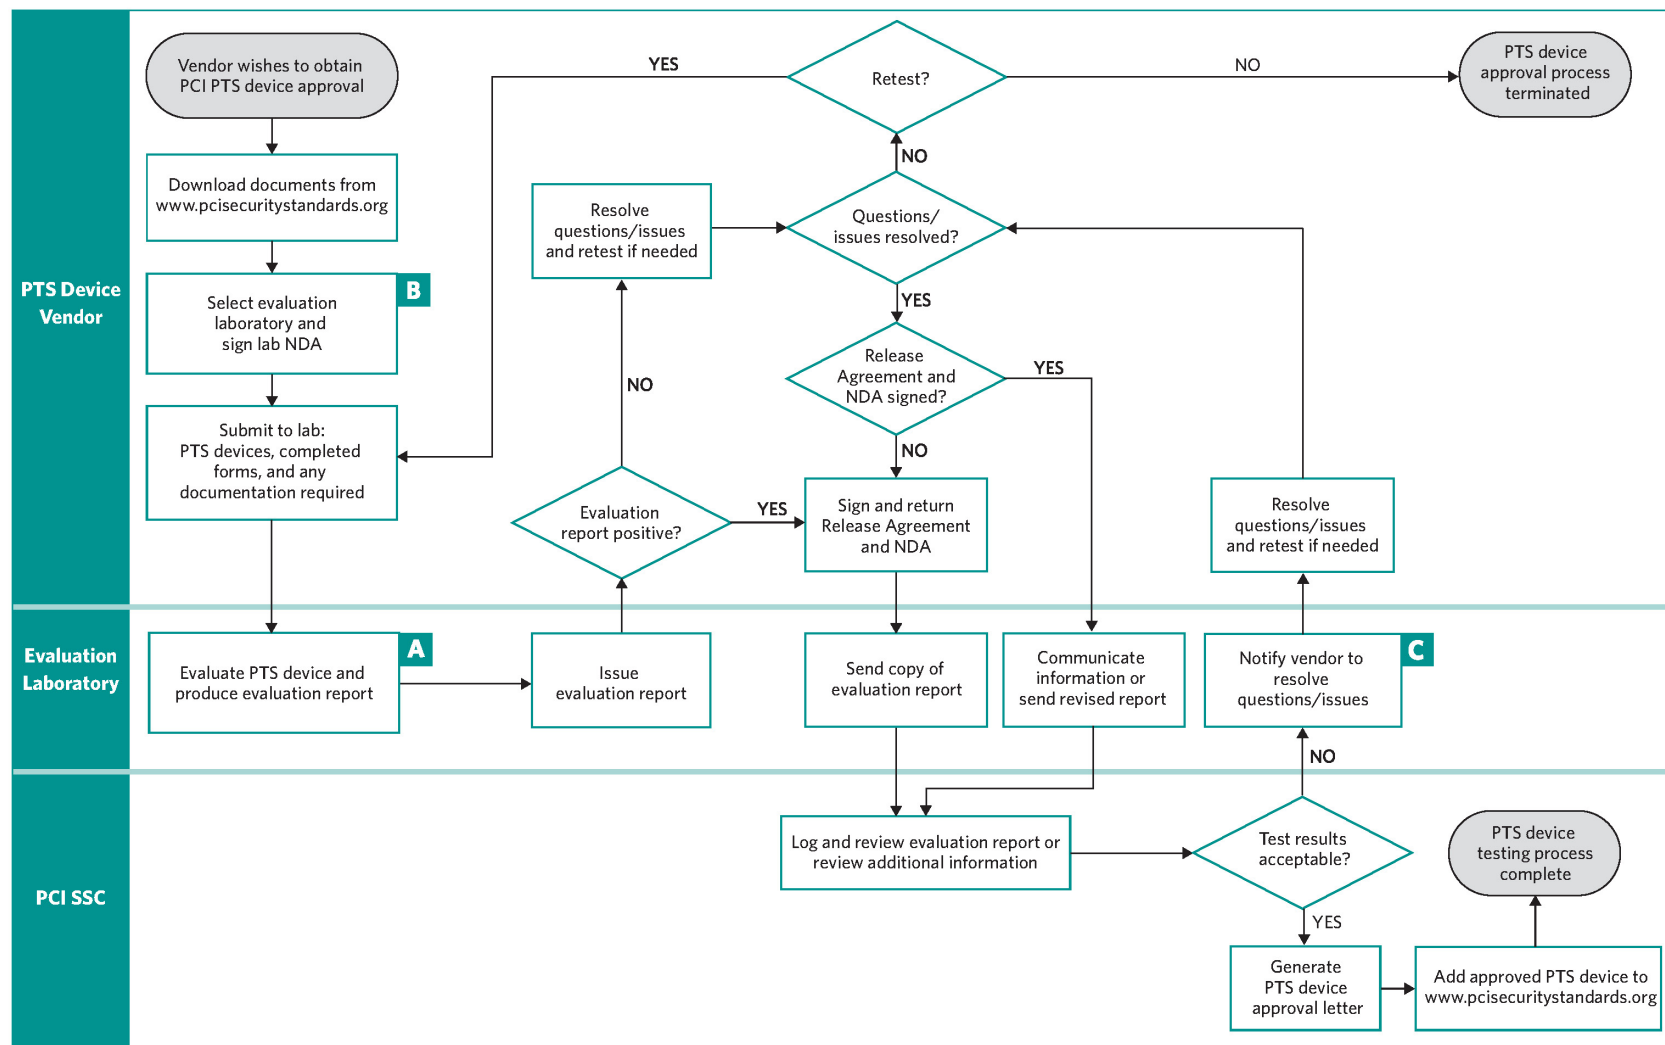 PTS Device
Vendor
Vendor wishes to obtain
PCI PTS device approval
Download documents from
www.pcisecuritystandards.org
Select evaluation
laboratory and
sign lab NDA
B
Submit to lab:
PTS devices, completed
forms, and any
documentation required
YES
Retest?
NO
PTS device
approval process
terminated
NO
Resolve
questions/issues
and retest if needed
Questions/
issues resolved?
YES
NO
Release
Agreement and
NDA signed?
YES
NO
Evaluation
report positive?
YES
Sign and return
Release Agreement
and NDA
Resolve
questions/issues
and retest if needed
Evaluation
Laboratory
Evaluate PTS device and
produce evaluation report
A
Issue
evaluation report
Send copy of
evaluation report
Communicate
information or
send revised report
Notify vendor to
resolve
questions/issues
C
NO
PCI SSC
Log and review evaluation report or
review additional information
Test results
acceptable?
YES
PTS device
testing process
complete
Generate
PTS device
approval letter
Add approved PTS device to
www.pcisecuritystandards.org